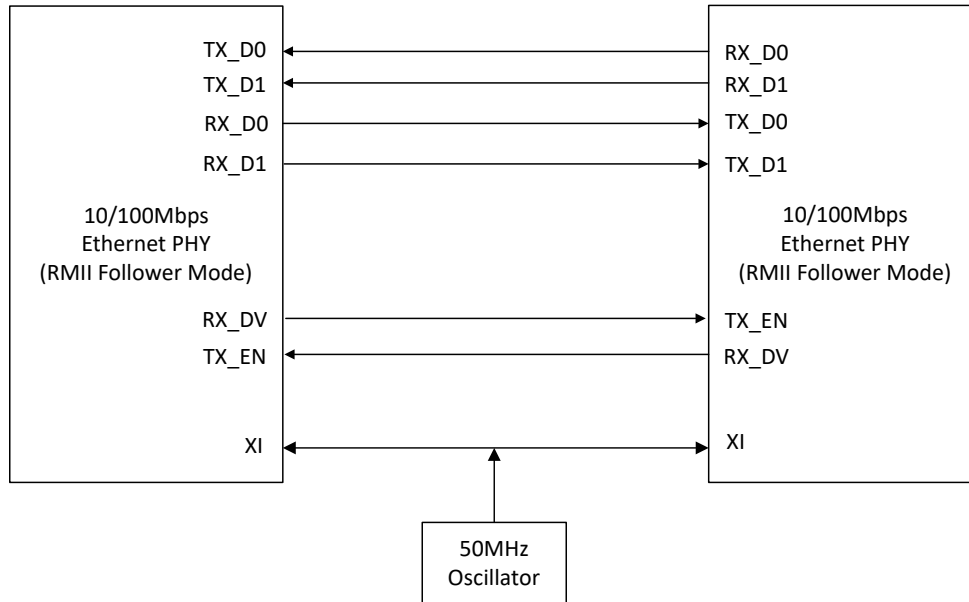 TX_D0
TX_D1
RX_D0
RX_D1
10/100Mbps
Ethernet PHY
(RMII Follower Mode)
RX_DV
TX_EN
XI
RX_D0
RX_D1
TX_D0
TX_D1
10/100Mbps
Ethernet PHY
(RMII Follower Mode)
TX_EN
RX_DV
XI
50MHz
Oscillator